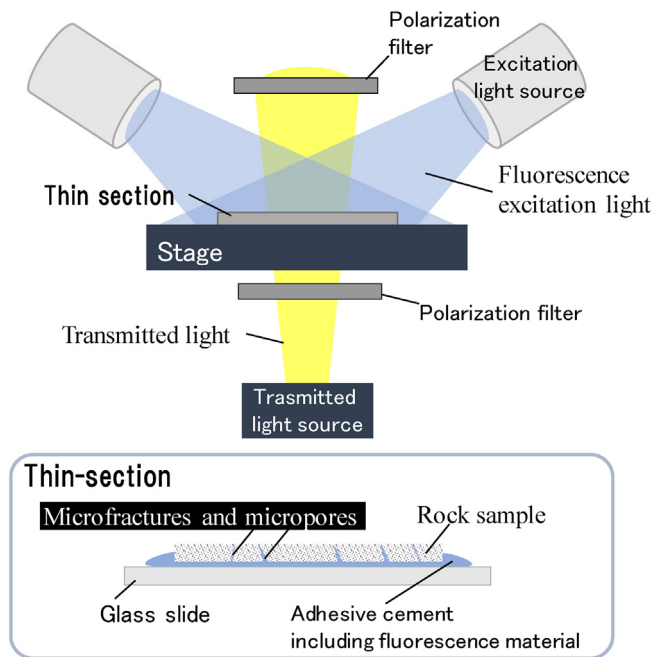 Polarization
filter
Excitation
light source
Fluorescence
excitation light
Thin section
Stage
Polarization filter
Transmitted light
Trasmitted
light source
Thin-section
Microfractures and micropores
Rock sample
Glass slide
Adhesive cement
including fluorescence material